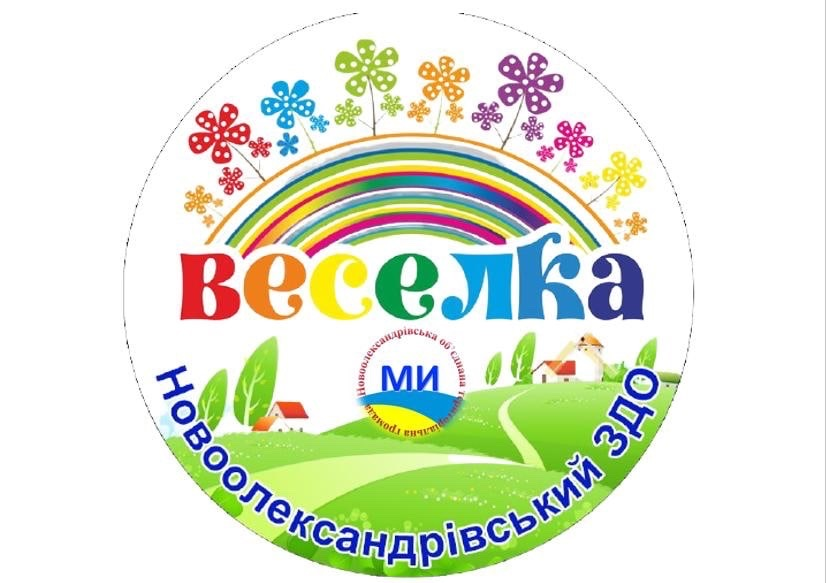 веселка
Новоолександрівська об'єднана територіальна громада
МИ
Новоолександрівський ЗДО